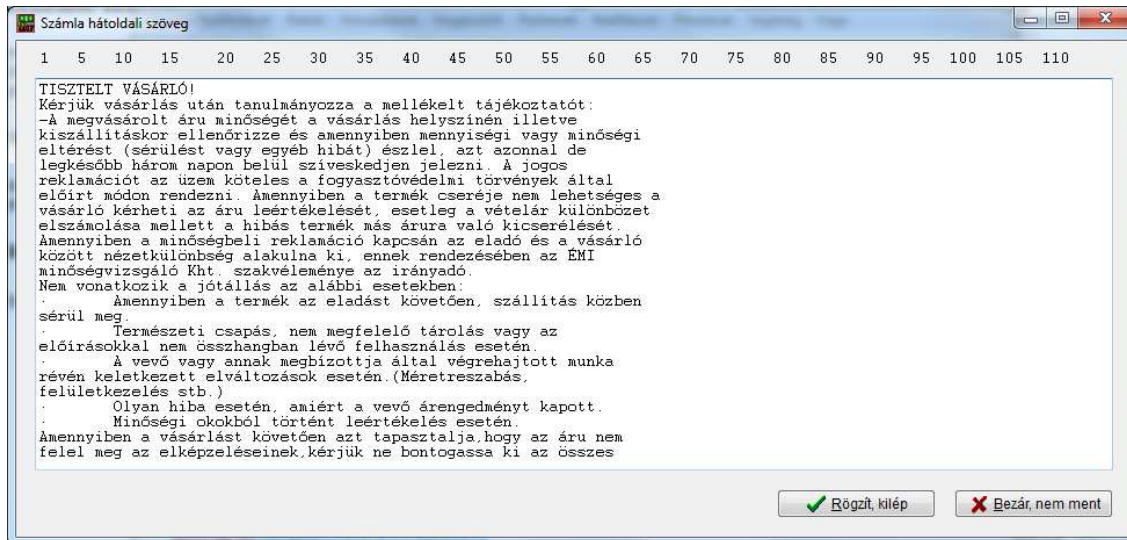 Számla hátoldali szöveg
1 5 10 15 20 25 30 35 40 45 50 55 60 65 70 75 80 85 90 95 100 105 110
TISZTELT VÁSÁRLÓ!
Kérjük vásárlás után tanulmányozza a mellékelt tájékoztatót:
-A megvásárolt áru minőségét a vásárlás helyszínén illetve
kiszállításkor ellenőrizze és amennyiben mennyiségi vagy minőségi
eltérést (sérülést vagy egyéb hibát) észlel, azt azonnal de
legkésőbb három napon belül szíveskedjen jelezni. A jogos
reklamációt az üzem köteles a fogyasztóvédelmi törvények által
előírt módon rendezni. Amennyiben a termék cseréje nem lehetséges a
vásárló kérheti az áru leértékelését, esetleg a vételár különbözet
elszámolása mellett a hibás termék más árura való kicserélését.
Amennyiben a minőségbeli reklamáció kapcsán az eladó és a vásárló
között nézetkülönbség alakulna ki, ennek rendezésében az ÉMI
minőségvizsgáló Kht. szakvéleménye az irányadó.
Nem vonatkozik a jótállás az alábbi esetekben:
· Amennyiben a termék az eladást követően, szállítás közben
sérül meg.
· Természeti csapás, nem megfelelő tárolás vagy az
előírásokkal nem összhangban lévő felhasználás esetén.
· A vevő vagy annak megbízottja által végrehajtott munka
révén keletkezett elváltozások esetén.(Méretreszabás,
felületkezelés stb.)
· Olyan hiba esetén, amiért a vevő árengedményt kapott.
· Minőségi okokból történt leértékelés esetén.
Amennyiben a vásárlást követően azt tapasztalja,hogy az áru nem
felel meg az elképzeléseinek,kérjük ne bontogassa ki az összes
Rögzít, kilép
Bezár, nem ment